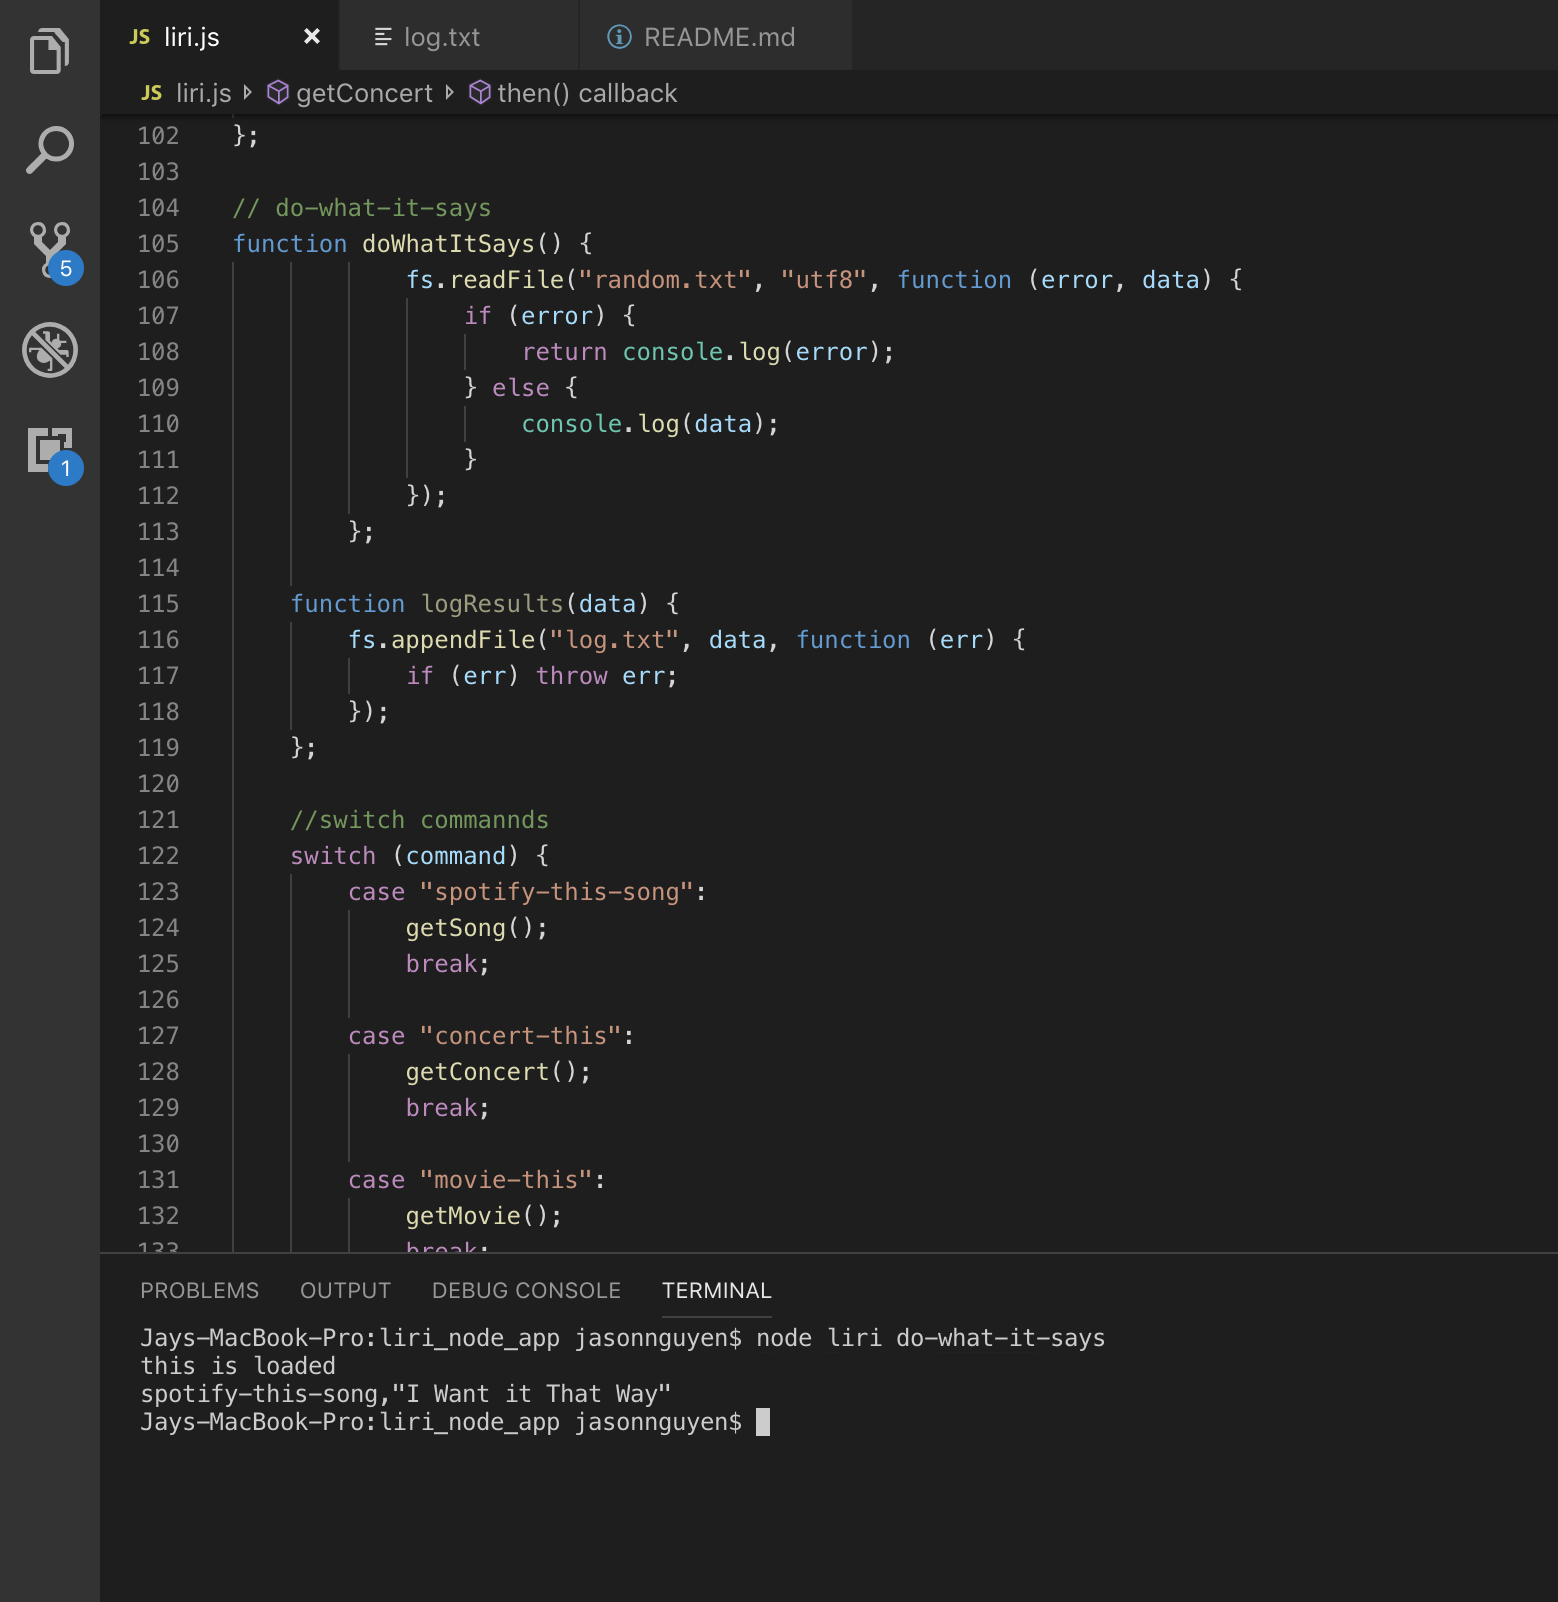 JS liri.js × log.txt README.md
JS liri.js getConcert then() callback
102 };
103
104 // do-what-it-says
105 function doWhatItSays() {
106 fs.readFile("random.txt", "utf8", function (error, data) {
107 if (error) {
108 return console.log(error);
109 } else {
110 console.log(data);
111 }
112 });
113 };
114
115 function logResults(data) {
116 fs.appendFile("log.txt", data, function (err) {
117 if (err) throw err;
118 });
119 };
120
121 //switch commannds
122 switch (command) {
123 case "spotify-this-song":
124 getSong();
125 break;
126
127 case "concert-this":
128 getConcert();
129 break;
130
131 case "movie-this":
132 getMovie();
133 break;
5
1
PROBLEMS OUTPUT DEBUG CONSOLE TERMINAL
Jays-MacBook-Pro:liri_node_app jasonnguyen$ node liri do-what-it-says
this is loaded
spotify-this-song,"I Want it That Way"
Jays-MacBook-Pro:liri_node_app jasonnguyen$